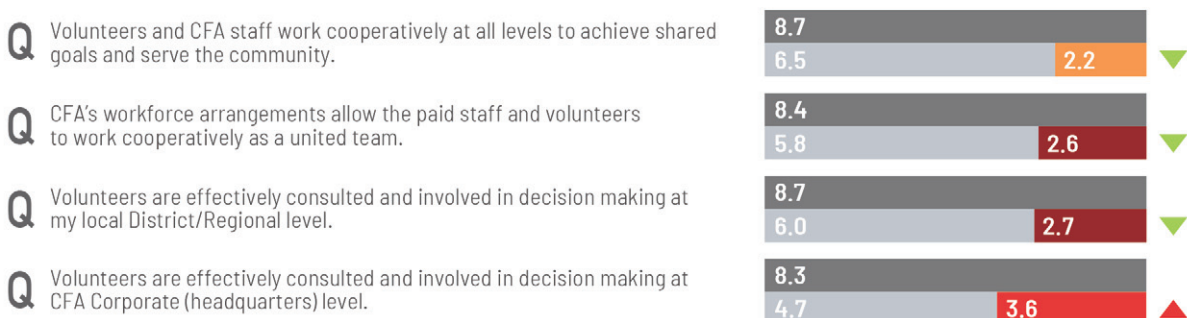 Q Volunteers and CFA staff work cooperatively at all levels to achieve shared
goals and serve the community.
8.7
6.5 2.2
Q CFA's workforce arrangements allow the paid staff and volunteers
to work cooperatively as a united team.
8.4
5.8 2.6
Q Volunteers are effectively consulted and involved in decision making at
my local District/Regional level.
8.7
6.0 2.7
Q Volunteers are effectively consulted and involved in decision making at
CFA Corporate (headquarters) level.
8.3
4.7 3.6